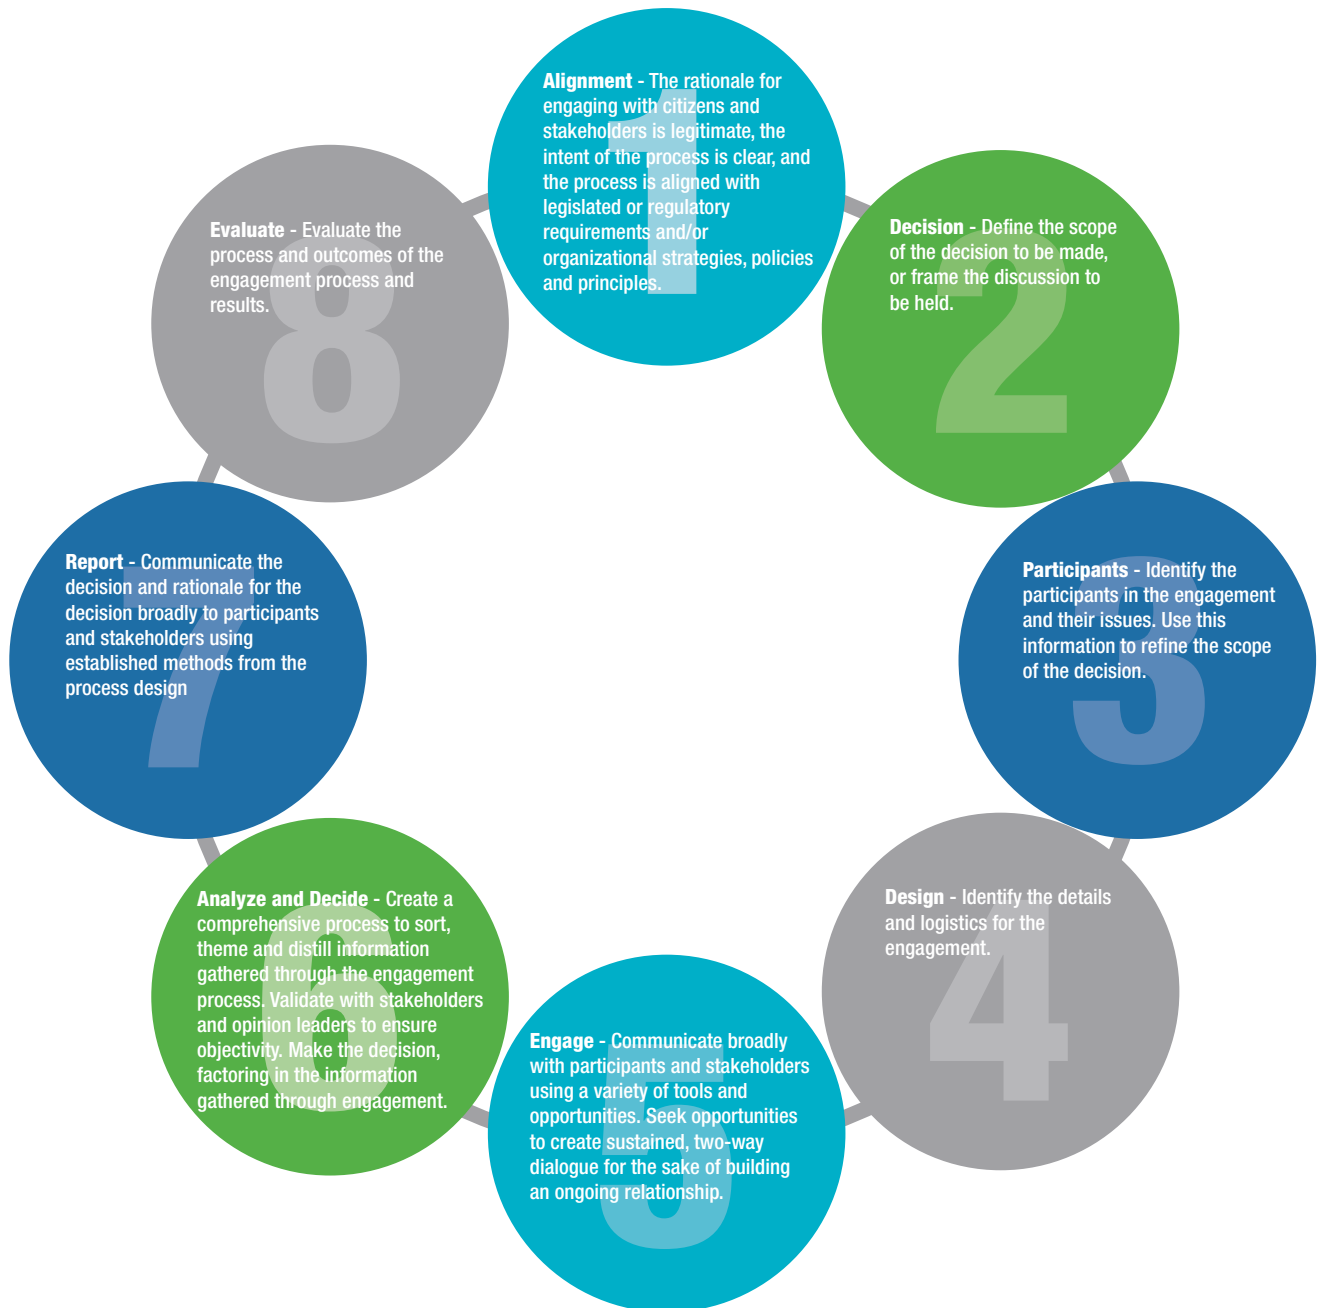 1
Alignment - The rationale for
engaging with citizens and
stakeholders is legitimate, the
intent of the process is clear, and
the process is aligned with
legislated or regulatory
requirements and/or
organizational strategies, policies
and principles.
2
Decision - Define the scope
of the decision to be made,
or frame the discussion to
be held.
3
Participants - Identify the
participants in the engagement
and their issues. Use this
information to refine the scope
of the decision.
4
Design - Identify the details
and logistics for the
engagement.
5
Engage - Communicate broadly
with participants and stakeholders
using a variety of tools and
opportunities. Seek opportunities
to create sustained, two-way
dialogue for the sake of building
an ongoing relationship.
6
Analyze and Decide - Create a
comprehensive process to sort,
theme and distill information
gathered through the engagement
process. Validate with stakeholders
and opinion leaders to ensure
objectivity. Make the decision,
factoring in the information
gathered through engagement.
7
Report - Communicate the
decision and rationale for the
decision broadly to participants
and stakeholders using
established methods from the
process design
8
Evaluate - Evaluate the
process and outcomes of the
engagement process and
results.